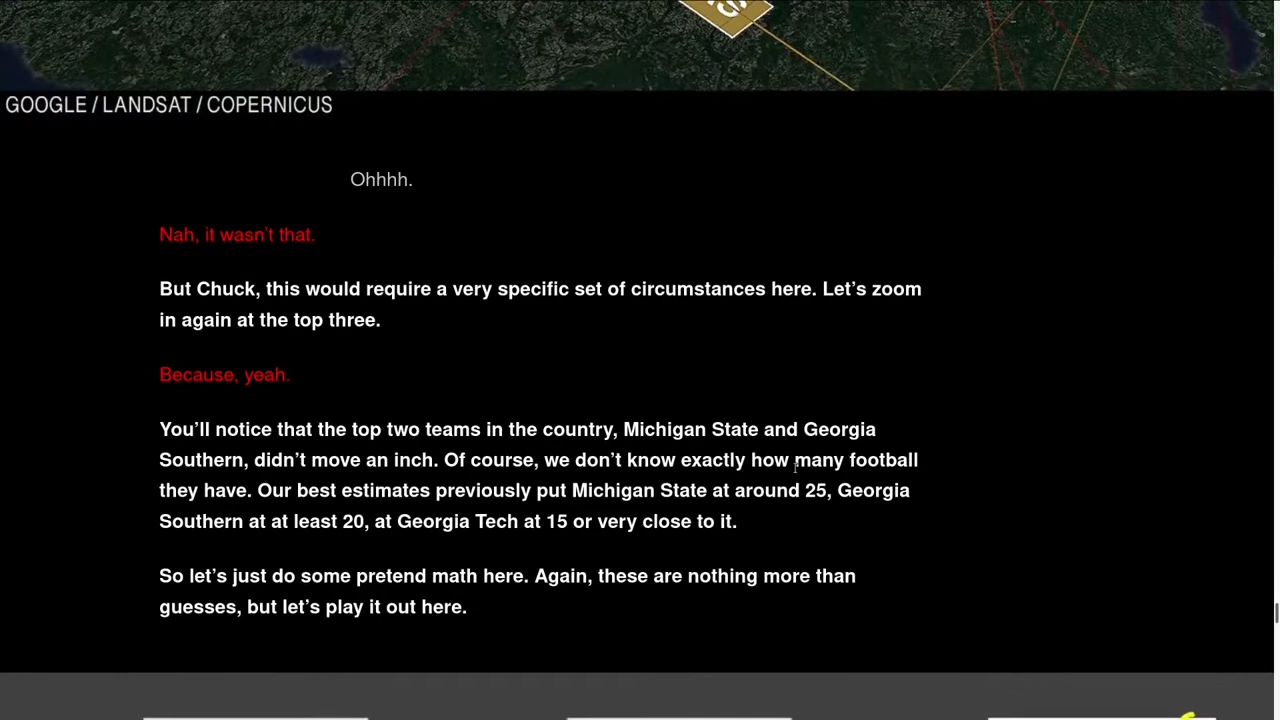 GOOGLE / LANDSAT / COPERNICUS
Ohhhh.
Nah, it wasn’t that.
But Chuck, this would require a very specific set of circumstances here. Let’s zoom
in again at the top three.
Because, yeah.
You’ll notice that the top two teams in the country, Michigan State and Georgia
Southern, didn’t move an inch. Of course, we don’t know exactly how many football
they have. Our best estimates previously put Michigan State at around 25, Georgia
Southern at at least 20, at Georgia Tech at 15 or very close to it.
So let’s just do some pretend math here. Again, these are nothing more than
guesses, but let’s play it out here.